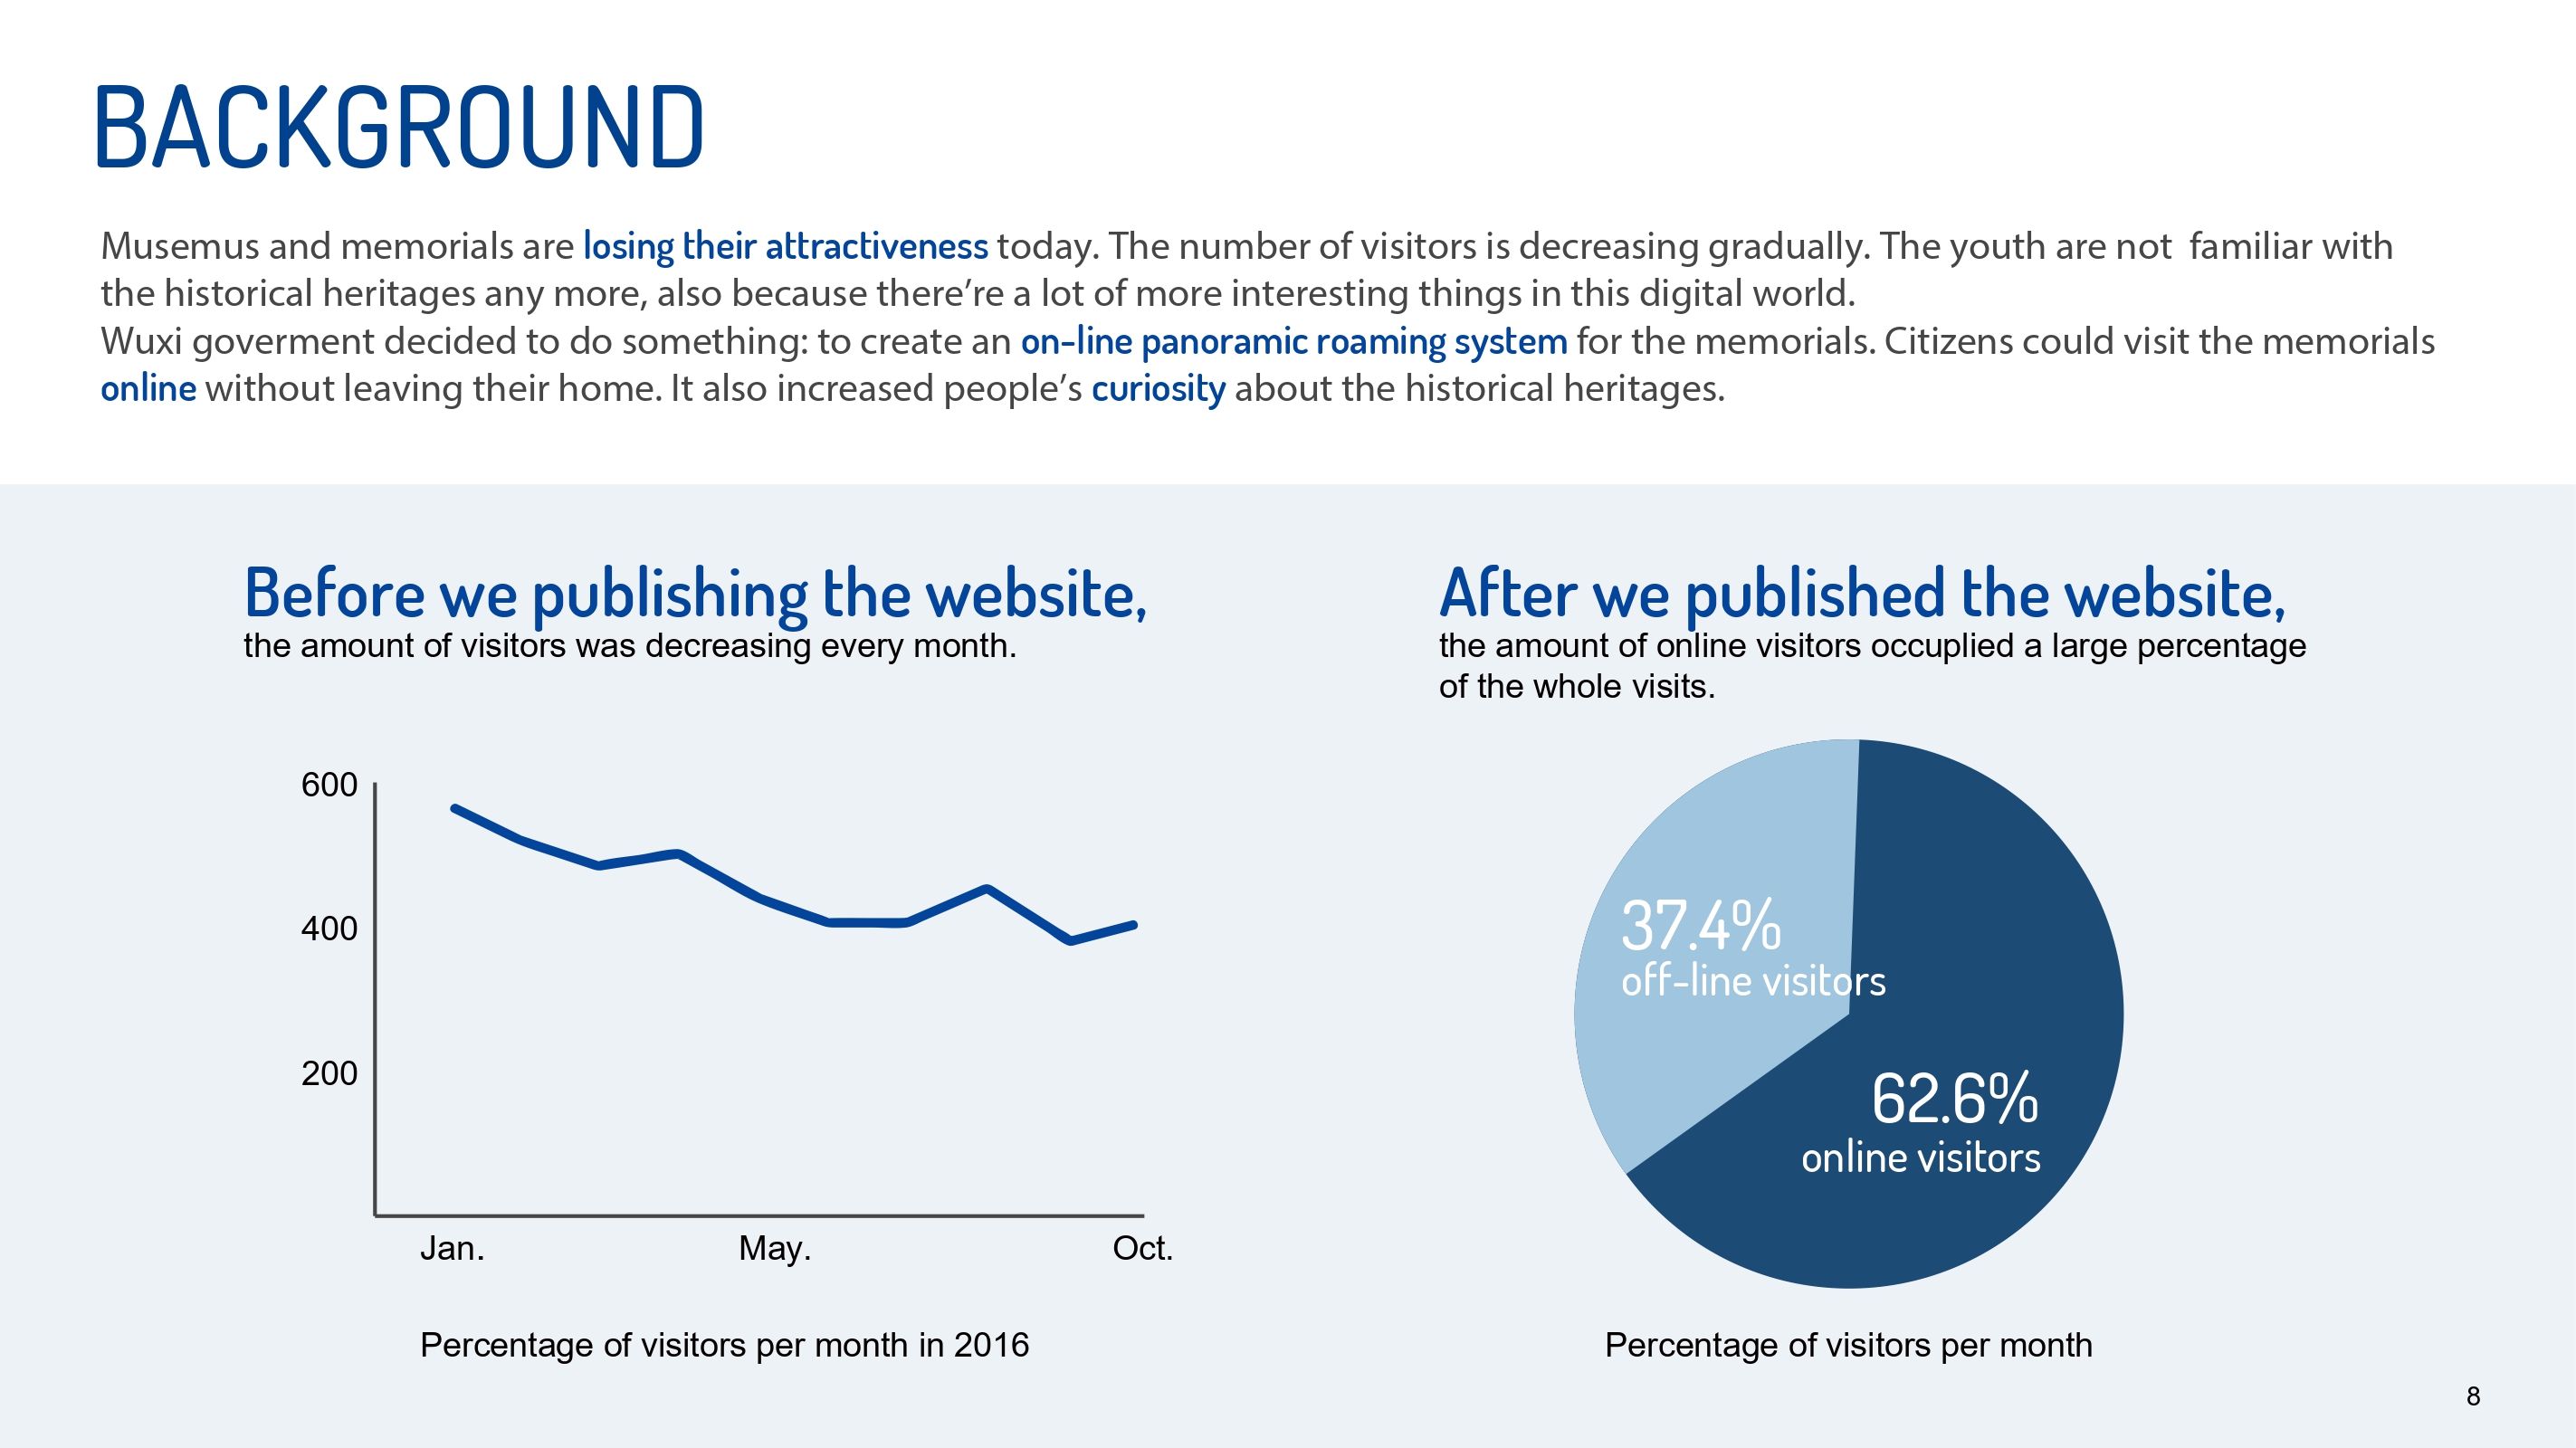 BACKGROUND
Musemus and memorials are losing their attractiveness today. The number of visitors is decreasing gradually. The youth are not  familiar with
the historical heritages any more, also because there’re a lot of more interesting things in this digital world.
Wuxi goverment decided to do something: to create an on-line panoramic roaming system for the memorials. Citizens could visit the memorials
online without leaving their home. It also increased people’s curiosity about the historical heritages.
Before we publishing the website,
the amount of visitors was decreasing every month.
600
400
200
Jan.
May.
Oct.
Percentage of visitors per month in 2016
After we published the website,
the amount of online visitors occuplied a large percentage
of the whole visits.
37.4%
off-line visitors
62.6%
online visitors
Percentage of visitors per month
8